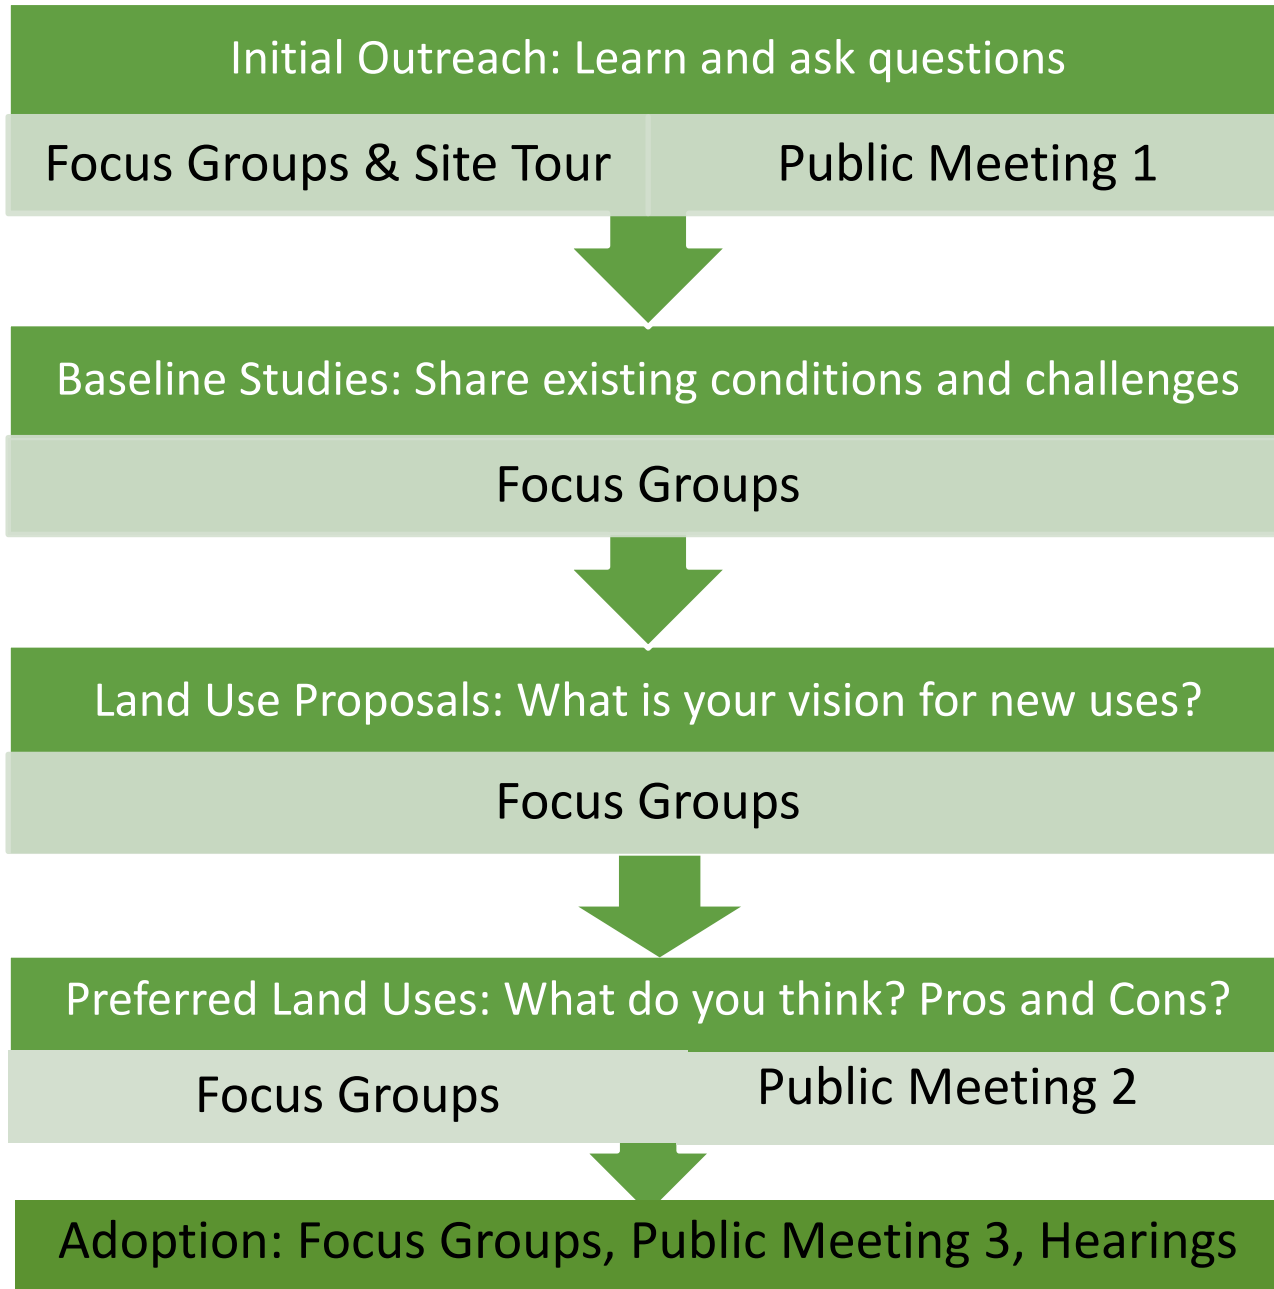 Initial Outreach: Learn and ask questions
Focus Groups & Site Tour
Public Meeting 1
Baseline Studies: Share existing conditions and challenges
Focus Groups
Land Use Proposals: What is your vision for new uses?
Focus Groups
Preferred Land Uses: What do you think? Pros and Cons?
Focus Groups
Public Meeting 2
Adoption: Focus Groups, Public Meeting 3, Hearings